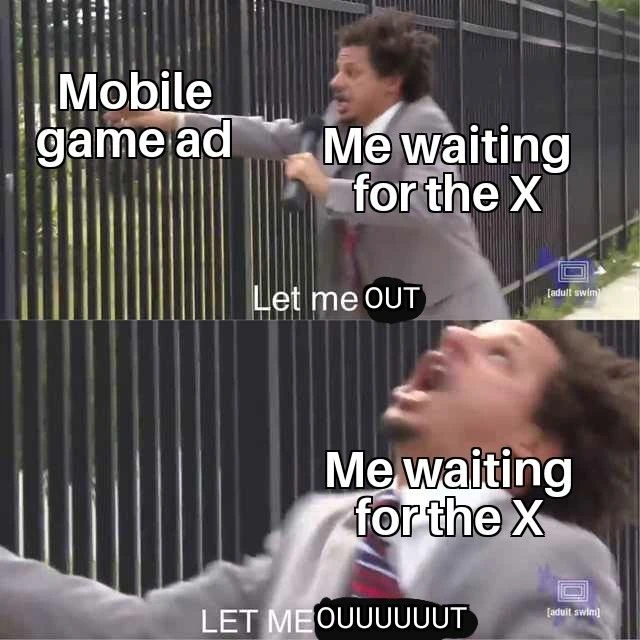 Mobile
game ad
Me waiting
for the X
[adult swim]
Let me OUT
Me waiting
for the X
[adult swim]
LET ME OUUUUUUT